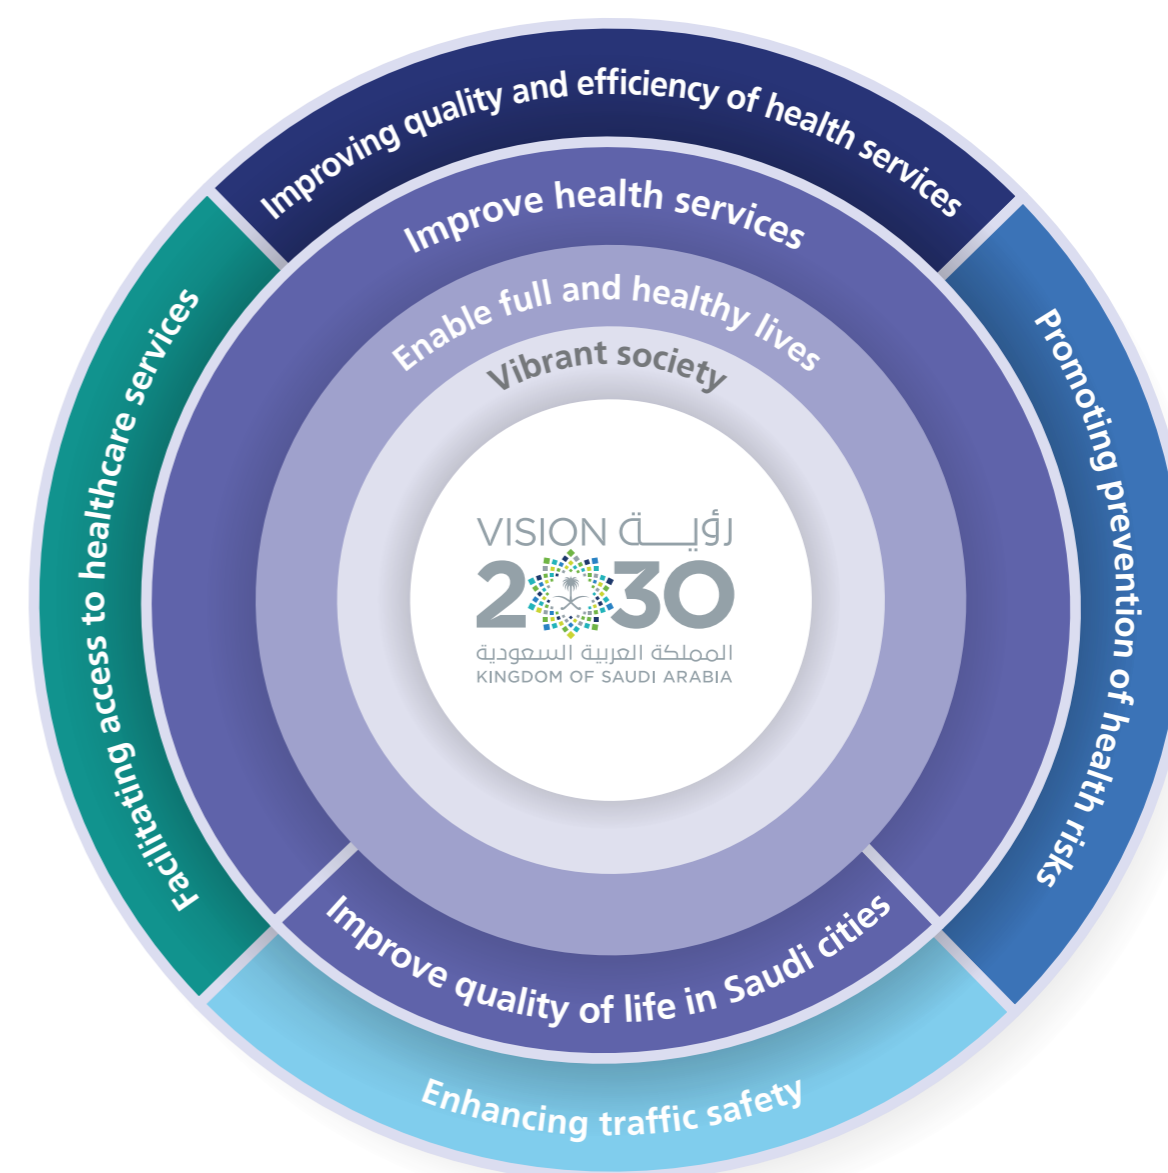 Improving quality and efficiency of health services
Improve health services
Enable full and healthy lives
Vibrant society
Facilitating access to healthcare services
Promoting prevention of health risks
VISION رؤيــة
2030
المملكة العربية السعودية
KINGDOM OF SAUDI ARABIA
Improve quality of life in Saudi cities
Enhancing traffic safety